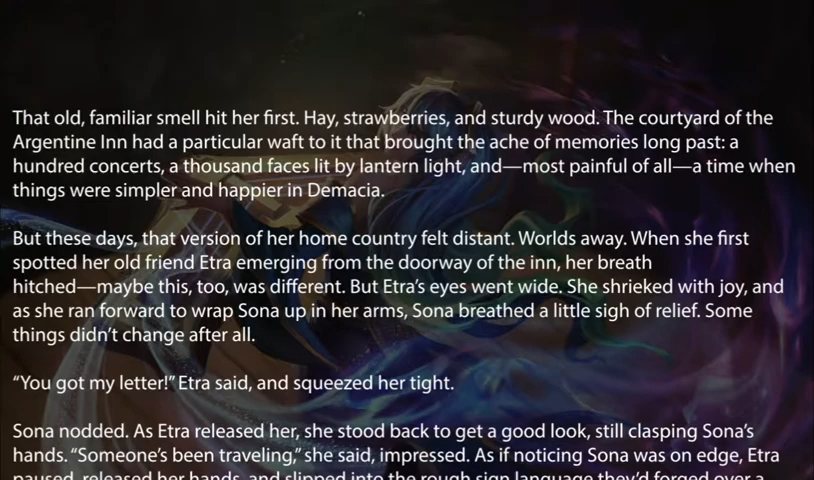 That old, familiar smell hit her first. Hay, strawberries, and sturdy wood. The courtyard of the
Argentine Inn had a particular waft to it that brought the ache of memories long past: a
hundred concerts, a thousand faces lit by lantern light, and—most painful of all—a time when
things were simpler and happier in Demacia.
But these days, that version of her home country felt distant. Worlds away. When she first
spotted her old friend Etra emerging from the doorway of the inn, her breath
hitched—maybe this, too, was different. But Etra’s eyes went wide. She shrieked with joy, and
as she ran forward to wrap Sona up in her arms, Sona breathed a little sigh of relief. Some
things didn’t change after all.
“You got my letter!” Etra said, and squeezed her tight.
Sona nodded. As Etra released her, she stood back to get a good look, still clasping Sona’s
hands. “Someone’s been traveling,” she said, impressed. As if noticing Sona was on edge, Etra
paused, released her hands, and slipped into the rough sign language they’d forged over a